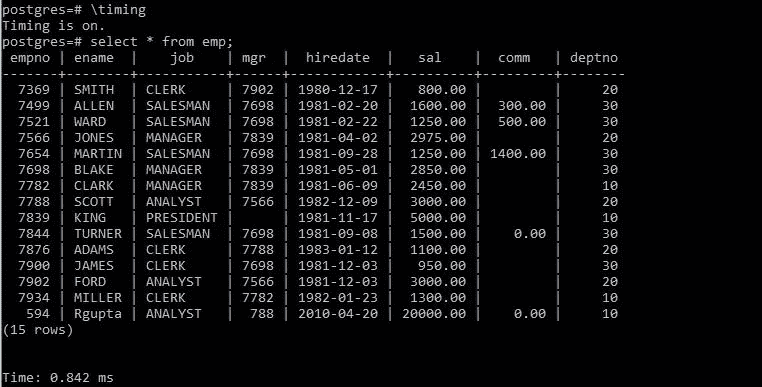 postgres=# \timing
Timing is on.
postgres=# select * from emp;
 empno | ename  |    job    | mgr  |  hiredate  |   sal    |  comm   | deptno
-------+--------+-----------+------+------------+----------+---------+--------
  7369 | SMITH  | CLERK     | 7902 | 1980-12-17 |   800.00 |         |     20
  7499 | ALLEN  | SALESMAN  | 7698 | 1981-02-20 |  1600.00 |  300.00 |     30
  7521 | WARD   | SALESMAN  | 7698 | 1981-02-22 |  1250.00 |  500.00 |     30
  7566 | JONES  | MANAGER   | 7839 | 1981-04-02 |  2975.00 |         |     20
  7654 | MARTIN | SALESMAN  | 7698 | 1981-09-28 |  1250.00 | 1400.00 |     30
  7698 | BLAKE  | MANAGER   | 7839 | 1981-05-01 |  2850.00 |         |     30
  7782 | CLARK  | MANAGER   | 7839 | 1981-06-09 |  2450.00 |         |     10
  7788 | SCOTT  | ANALYST   | 7566 | 1982-12-09 |  3000.00 |         |     20
  7839 | KING   | PRESIDENT |      | 1981-11-17 |  5000.00 |         |     10
  7844 | TURNER | SALESMAN  | 7698 | 1981-09-08 |  1500.00 |    0.00 |     30
  7876 | ADAMS  | CLERK     | 7788 | 1983-01-12 |  1100.00 |         |     20
  7900 | JAMES  | CLERK     | 7698 | 1981-12-03 |   950.00 |         |     30
  7902 | FORD   | ANALYST   | 7566 | 1981-12-03 |  3000.00 |         |     20
  7934 | MILLER | CLERK     | 7782 | 1982-01-23 |  1300.00 |         |     10
   594 | Rgupta | ANALYST   |  788 | 2010-04-20 | 20000.00 |    0.00 |     10
(15 rows)
Time: 0.842 ms